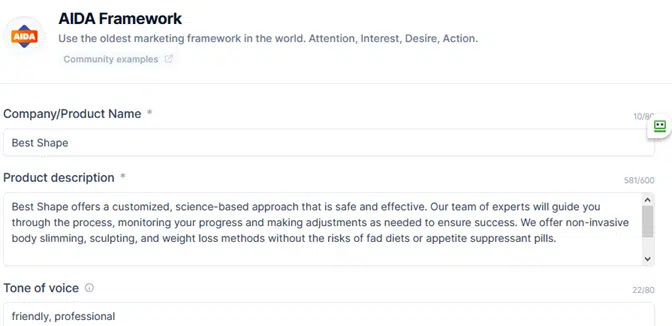 AIDA
AIDA Framework
Use the oldest marketing framework in the world. Attention, Interest, Desire, Action.
Community examples
Company/Product Name *
10/80
Best Shape
Product description *
581/600
Best Shape offers a customized, science-based approach that is safe and effective. Our team of experts will guide you
through the process, monitoring your progress and making adjustments as needed to ensure success. We offer non-invasive
body slimming, sculpting, and weight loss methods without the risks of fad diets or appetite suppressant pills.
Tone of voice
22/80
friendly, professional